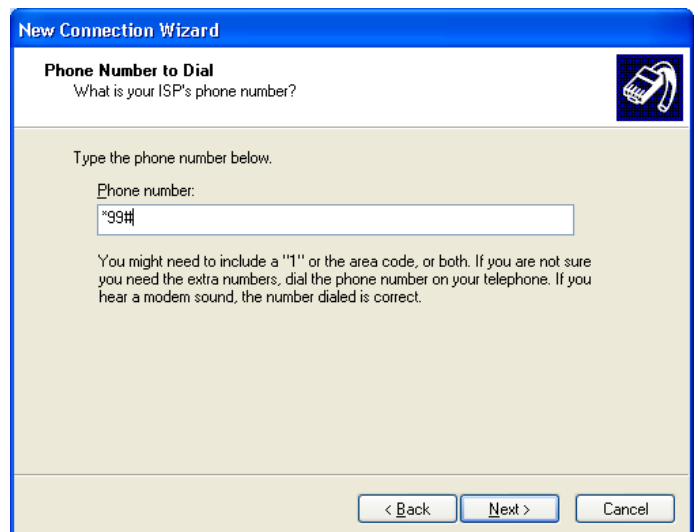 New Connection Wizard
Phone Number to Dial
What is your ISP's phone number?
Type the phone number below.
Phone number:
*99#
You might need to include a "1" or the area code, or both. If you are not sure
you need the extra numbers, dial the phone number on your telephone. If you
hear a modem sound, the number dialed is correct.
< Back Next > Cancel